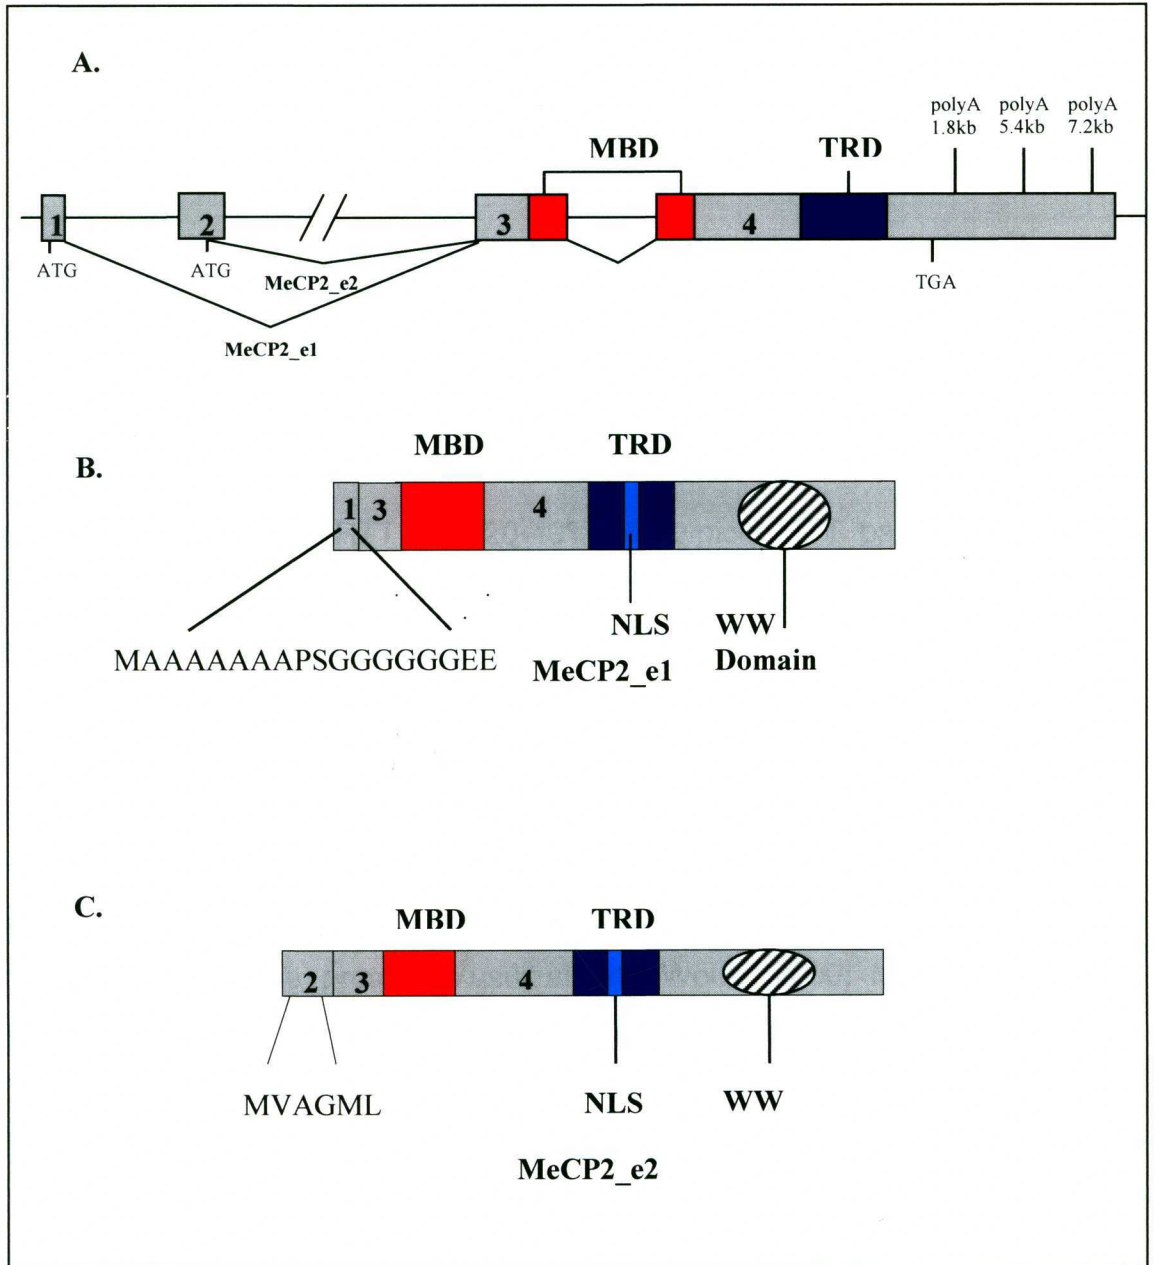 A.
polyA polyA polyA
1.8kb 5.4kb 7.2kb
MBD TRD
1 2 3 4
ATG ATG TGA
MeCP2_e2
MeCP2_e1
B.
MBD TRD
1 3 4
NLS WW
MAAAAAAAPSGGGGGGEE MeCP2_e1 Domain
C.
MBD TRD
2 3 4
MVAGML NLS WW
MeCP2_e2